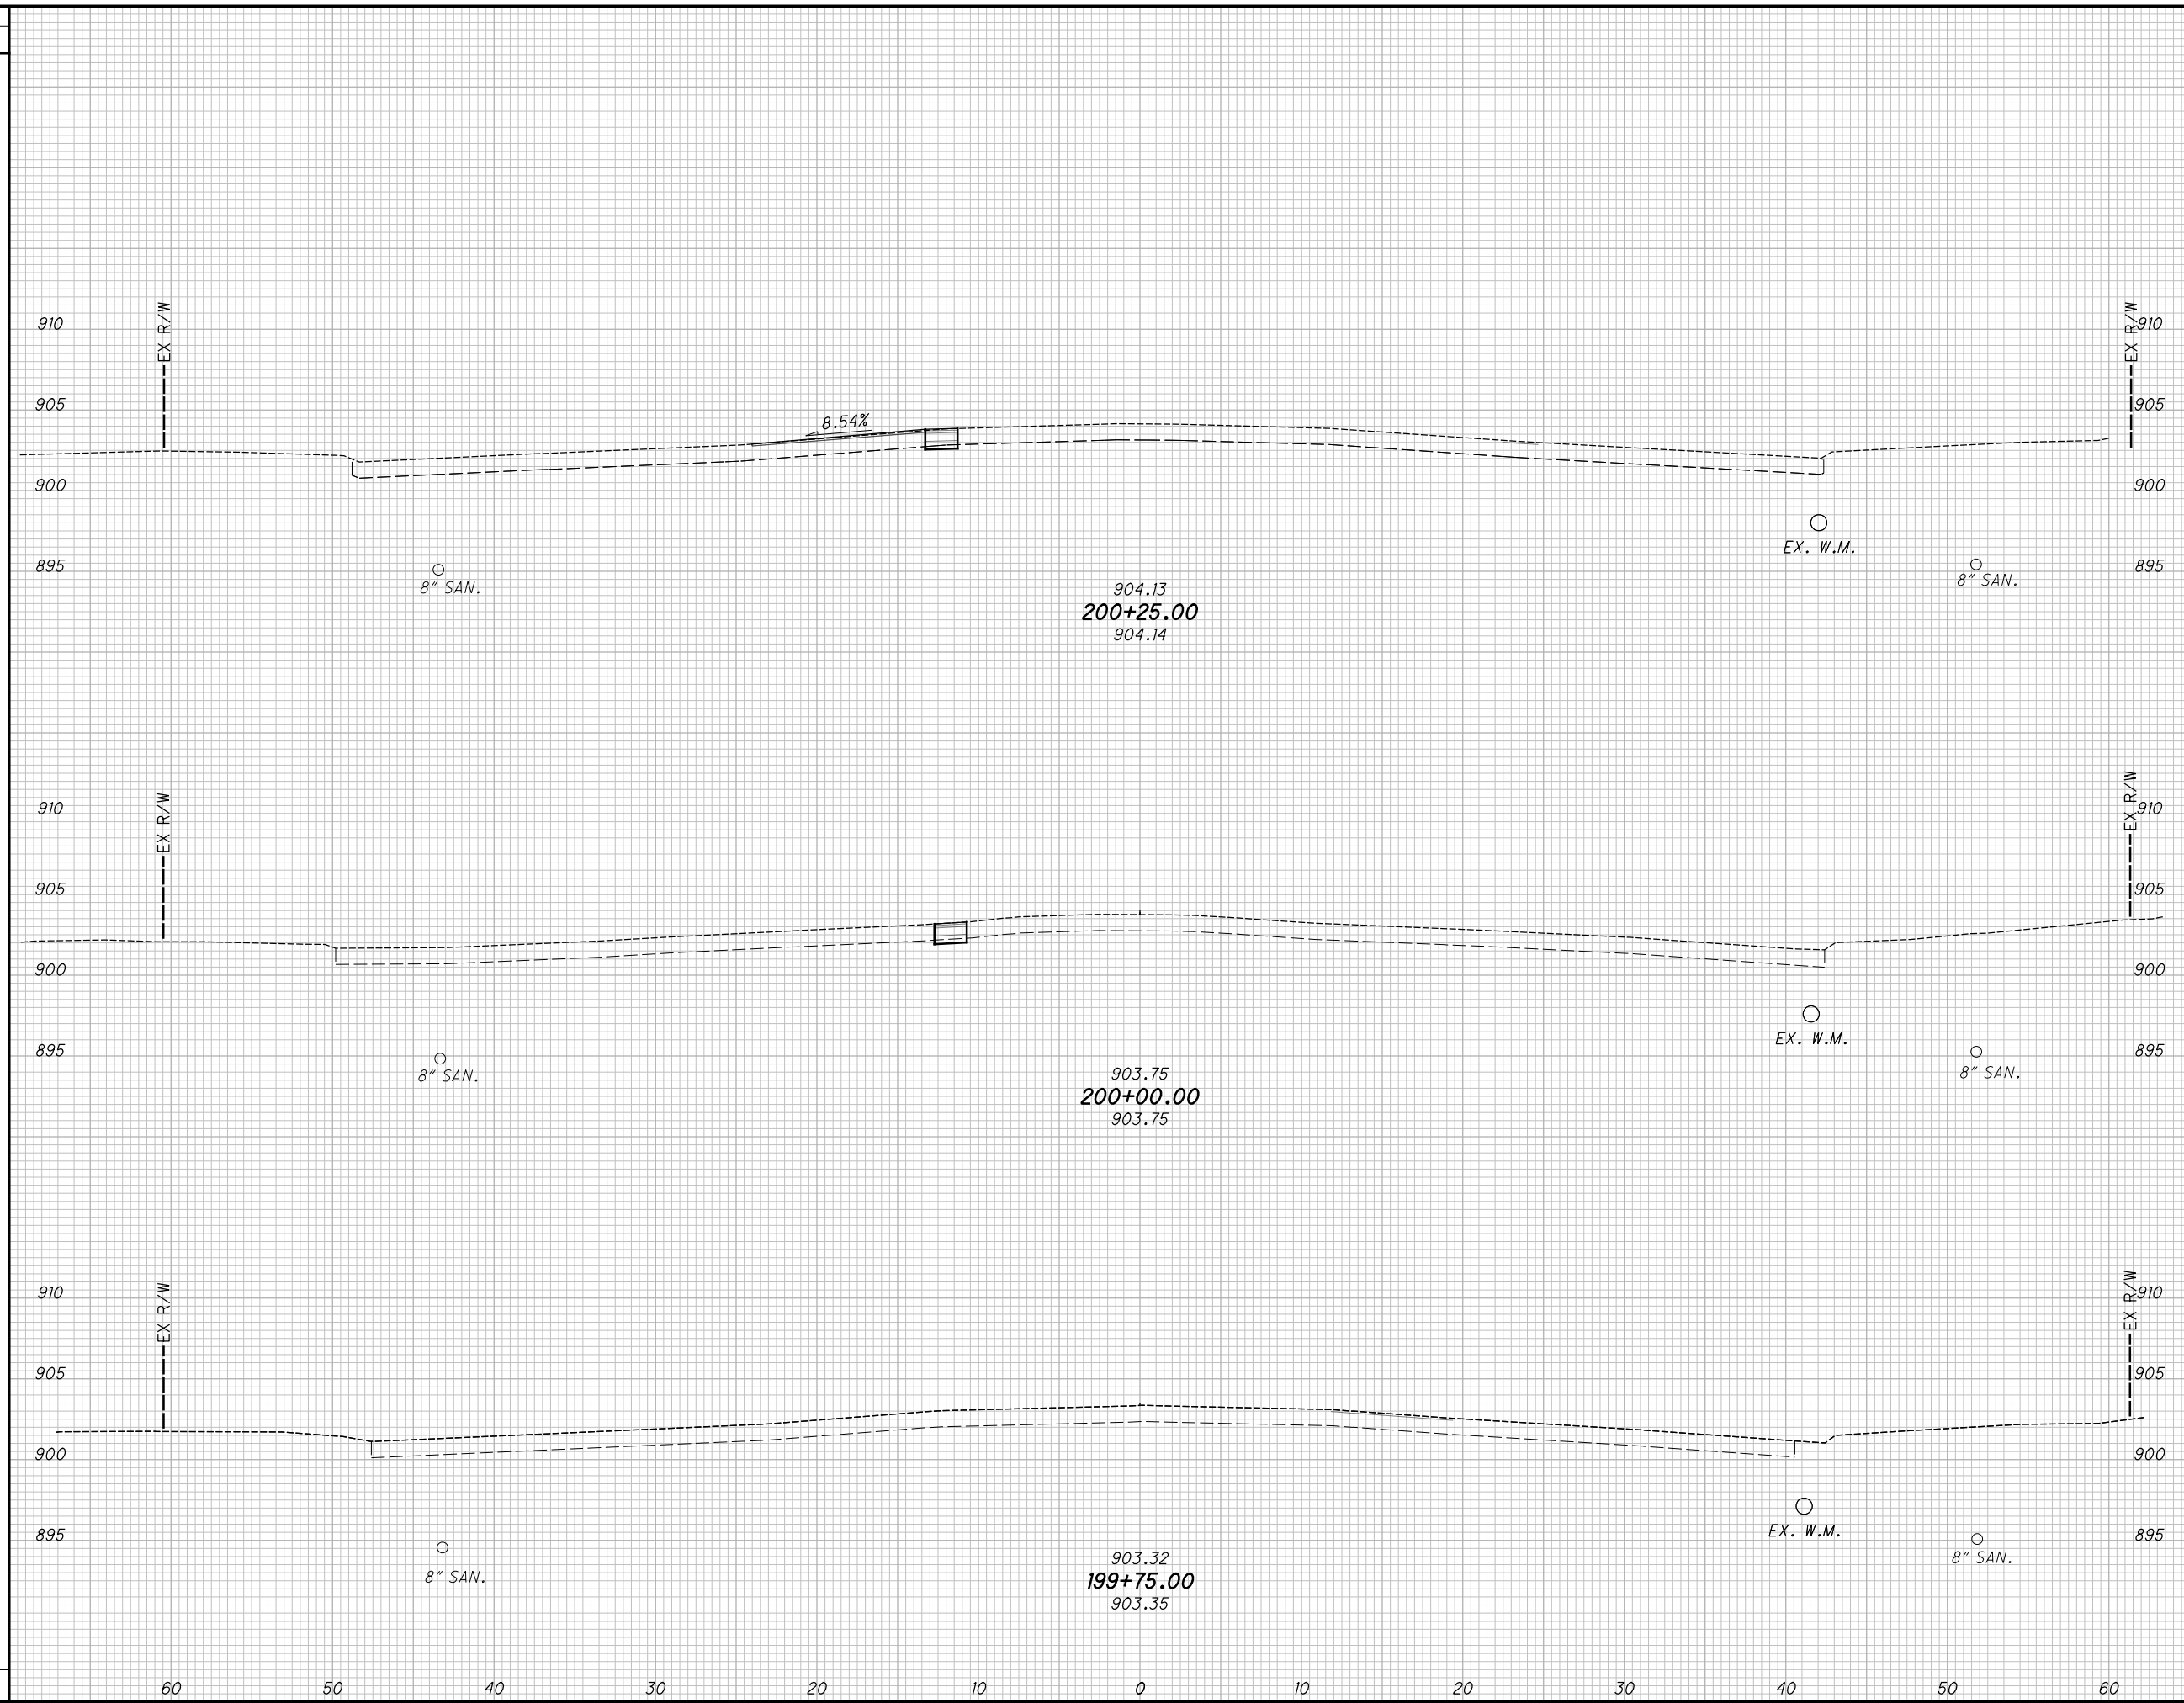 EX R/W
EX R/W
910
910
905
8.54%
905
900
900
EX. W.M.
895
895
8" SAN.
8" SAN.
904.13
200+25.00
904.14
EX R/W
EX R/W
910
910
905
905
900
900
EX. W.M.
895
895
8" SAN.
8" SAN.
903.75
200+00.00
903.75
EX R/W
EX R/W
910
910
905
905
900
900
EX. W.M.
895
895
8" SAN.
8" SAN.
903.32
199+75.00
903.35
60 50 40 30 20 10 0 10 20 30 40 50 60